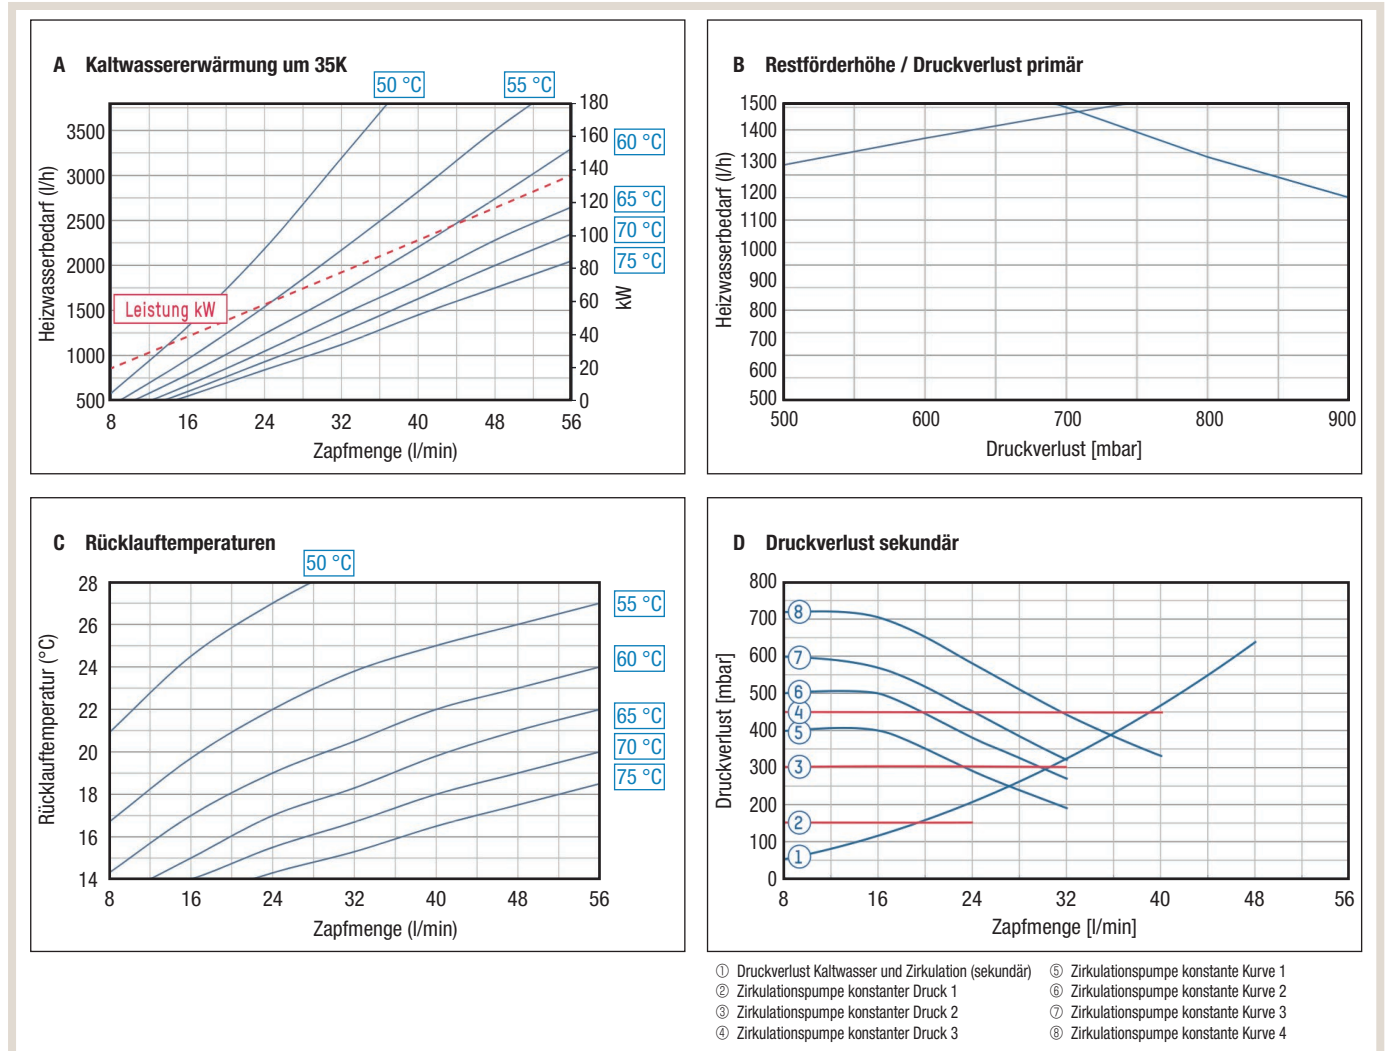 A Kaltwassererwärmung um 35K
50 °C 55 °C
180
3500 160
60 °C
3000 140
65 °C
2500 120
70 °C
100
75 °C
2000 80
1500 Leistung kW 60
40
1000
20
500 0
8 16 24 32 40 48 56
Heizwasserbedarf (l/h)
kW
Zapfmenge (l/min)
B Restförderhöhe / Druckverlust primär
1500
1400
1300
1200
1100
1000
900
800
700
600
500
500 600 700 800 900
Heizwasserbedarf (l/h)
Druckverlust [mbar]
C Rücklauftemperaturen
50 °C
28
55 °C
26
60 °C
24
22 65 °C
20 70 °C
75 °C
18
16
14
8 16 24 32 40 48 56
Rücklauftemperatur (°C)
Zapfmenge (l/min)
D Druckverlust sekundär
800
700 8
600 7
500 6
4
400 5
300 3
200
2
100
1
0
8 16 24 32 40 48 56
Druckverlust [mbar]
Zapfmenge [l/min]
① Druckverlust Kaltwasser und Zirkulation (sekundär)
② Zirkulationspumpe konstanter Druck 1
③ Zirkulationspumpe konstanter Druck 2
④ Zirkulationspumpe konstanter Druck 3
⑤ Zirkulationspumpe konstante Kurve 1
⑥ Zirkulationspumpe konstante Kurve 2
⑦ Zirkulationspumpe konstante Kurve 3
⑧ Zirkulationspumpe konstante Kurve 4